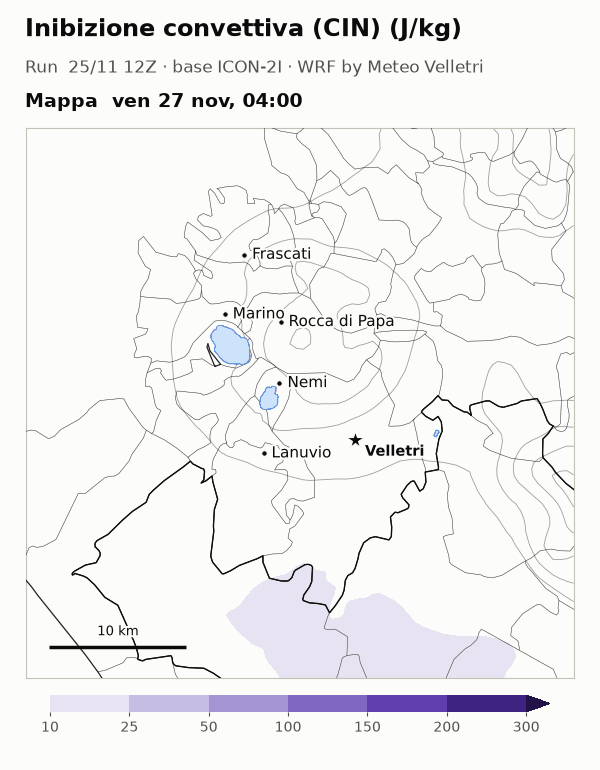 Inibizione convettiva (CIN) (J/kg)
Run  25/11 12Z · base ICON-2I · WRF by Meteo Velletri
Mappa  ven 27 nov, 04:00
Frascati
Marino
Rocca di Papa
Nemi
Velletri
Lanuvio
10 km
10 25 50 100 150 200 300